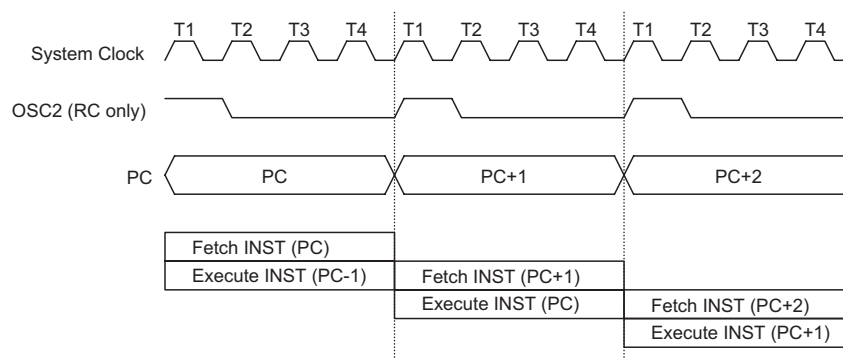 T1 T2 T3 T4 T1 T2 T3 T4 T1 T2 T3 T4
System Clock
OSC2 (RC only)
PC PC PC+1 PC+2
Fetch INST (PC)
Execute INST (PC-1) Fetch INST (PC+1)
Execute INST (PC) Fetch INST (PC+2)
Execute INST (PC+1)